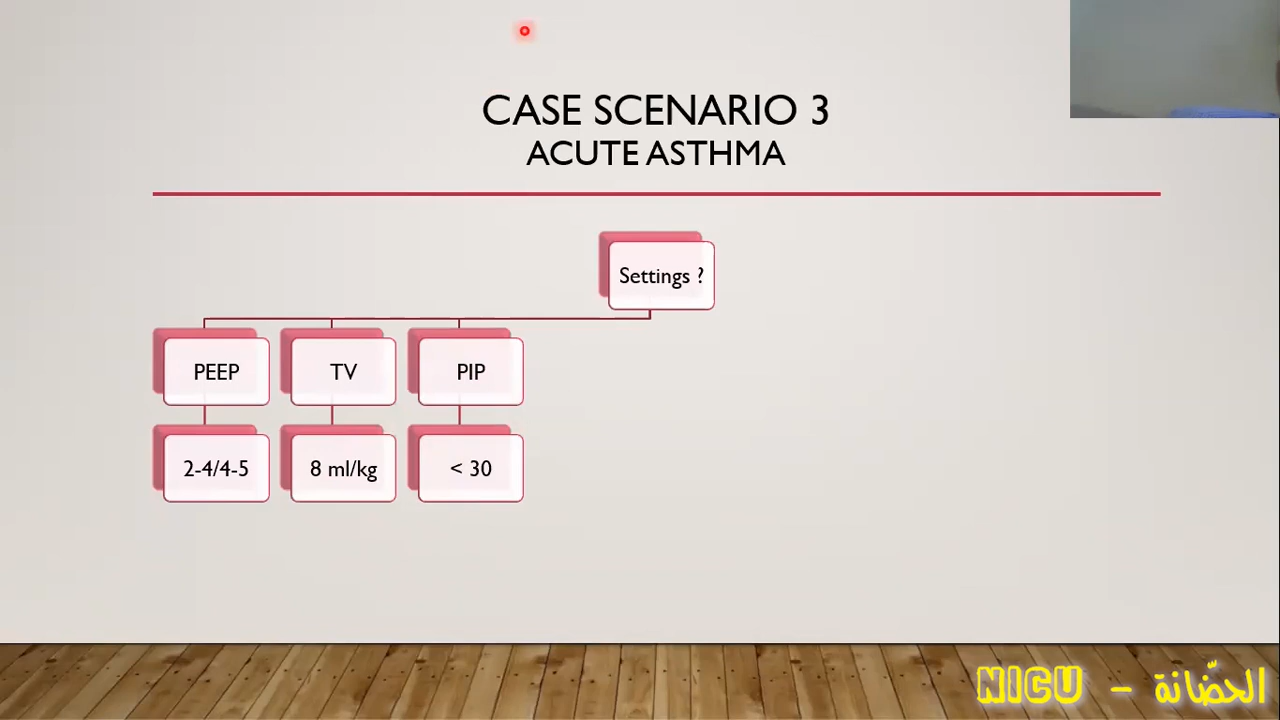 CASE SCENARIO 3
ACUTE ASTHMA
Settings ?
PEEP
TV
PIP
2-4/4-5
8 ml/kg
< 30
NICU - الحضّانة